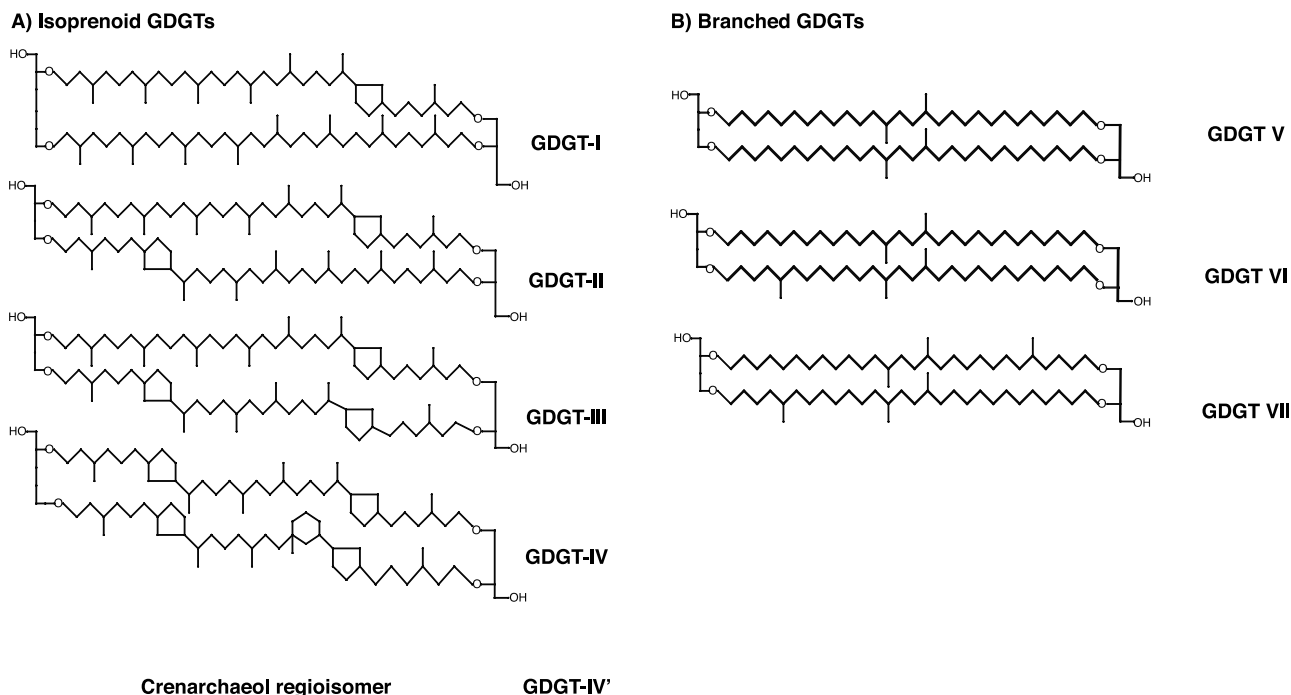 A) Isoprenoid GDGTs
HO
O
O
O
O
OH
GDGT-I
HO
O
O
O
O
OH
GDGT-II
HO
O
O
O
O
OH
GDGT-III
HO
O
O
O
O
OH
GDGT-IV
Crenarchaeol regioisomer GDGT-IV'
B) Branched GDGTs
HO
O
O
O
O
OH
GDGT V
HO
O
O
O
O
OH
GDGT VI
HO
O
O
O
O
OH
GDGT VII